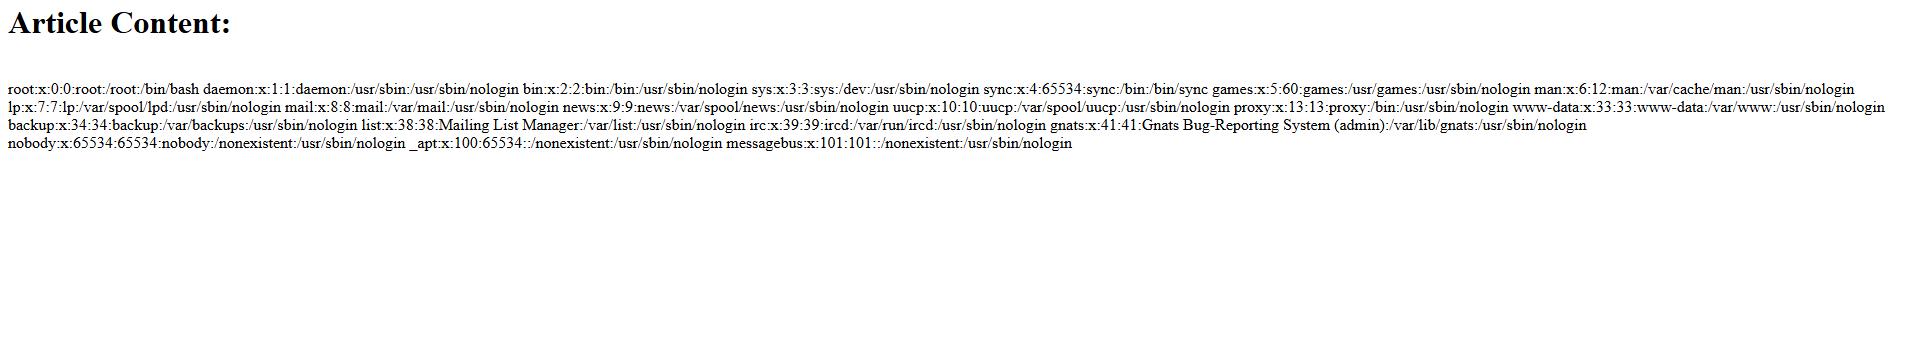 Article Content:
root:x:0:0:root:/root:/bin/bash daemon:x:1:1:daemon:/usr/sbin:/usr/sbin/nologin bin:x:2:2:bin:/bin:/usr/sbin/nologin sys:x:3:3:sys:/dev:/usr/sbin/nologin sync:x:4:65534:sync:/bin:/bin/sync games:x:5:60:games:/usr/games:/usr/sbin/nologin man:x:6:12:man:/var/cache/man:/usr/sbin/nologin
lp:x:7:7:lp:/var/spool/lpd:/usr/sbin/nologin mail:x:8:8:mail:/var/mail:/usr/sbin/nologin news:x:9:9:news:/var/spool/news:/usr/sbin/nologin uucp:x:10:10:uucp:/var/spool/uucp:/usr/sbin/nologin proxy:x:13:13:proxy:/bin:/usr/sbin/nologin www-data:x:33:33:www-data:/var/www:/usr/sbin/nologin
backup:x:34:34:backup:/var/backups:/usr/sbin/nologin list:x:38:38:Mailing List Manager:/var/list:/usr/sbin/nologin irc:x:39:39:ircd:/var/run/ircd:/usr/sbin/nologin gnats:x:41:41:Gnats Bug-Reporting System (admin):/var/lib/gnats:/usr/sbin/nologin
nobody:x:65534:65534:nobody:/nonexistent:/usr/sbin/nologin _apt:x:100:65534::/nonexistent:/usr/sbin/nologin messagebus:x:101:101::/nonexistent:/usr/sbin/nologin